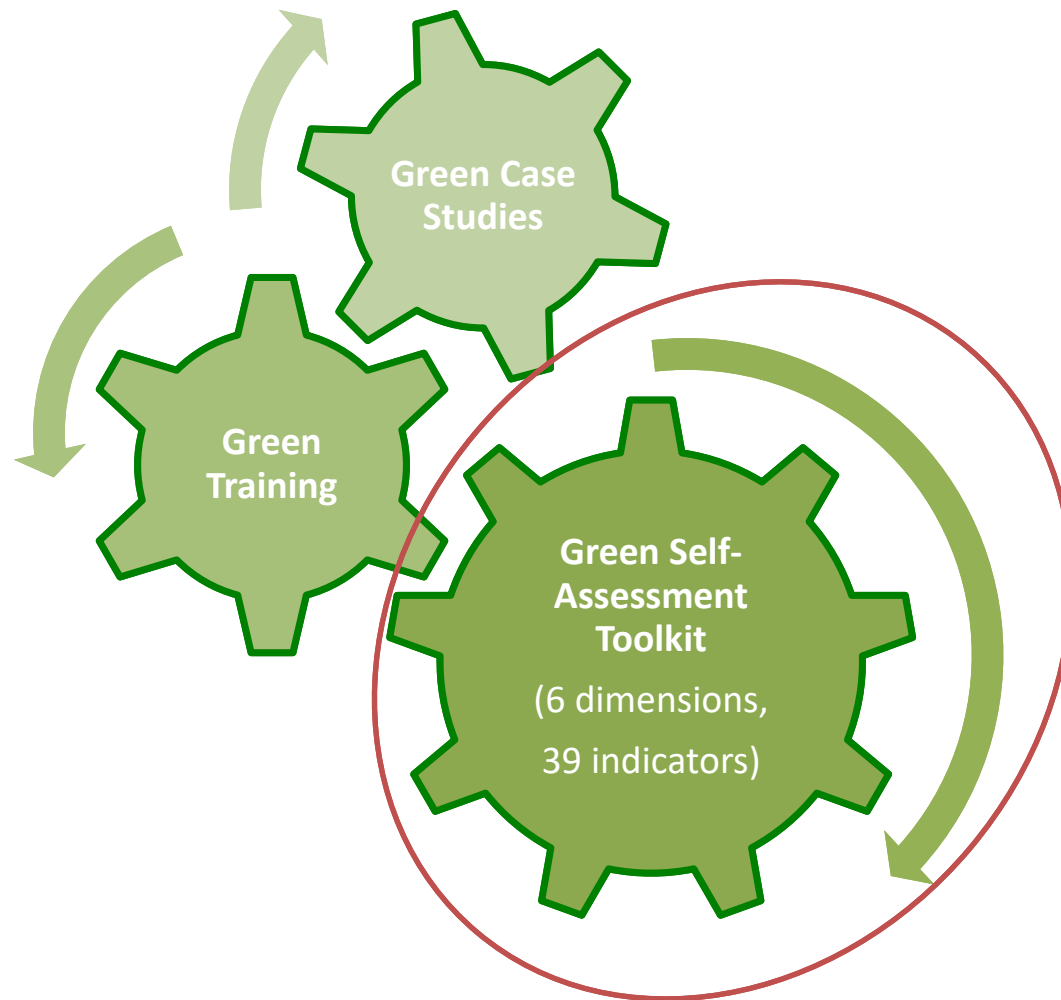 Green Case
Studies
Green
Training
Green Self-
Assessment
Toolkit
(6 dimensions,
39 indicators)